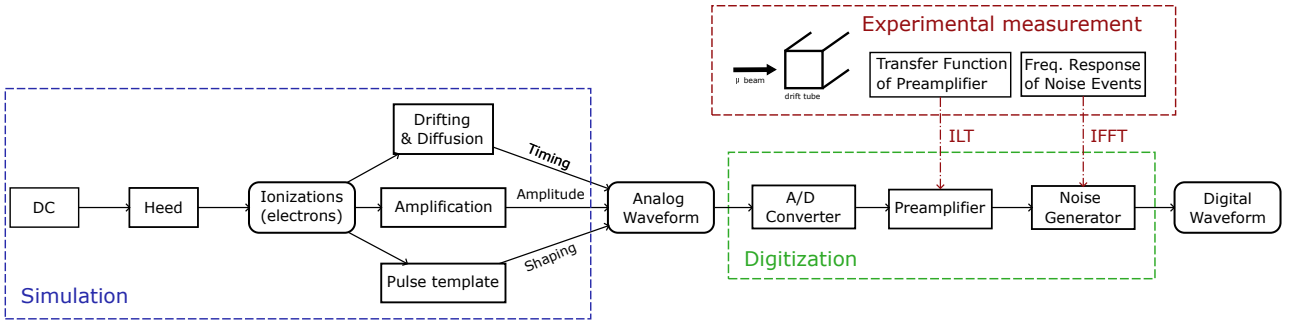 Experimental measurement
μ beam
drift tube
Transfer Function
of Preamplifier
Freq. Response
of Noise Events
ILT
IFFT
Simulation
DC
Heed
Ionizations
(electrons)
Drifting
& Diffusion
Amplification
Pulse template
Timing
Amplitude
Shaping
Analog
Waveform
A/D
Converter
Preamplifier
Noise
Generator
Digitization
Digital
Waveform